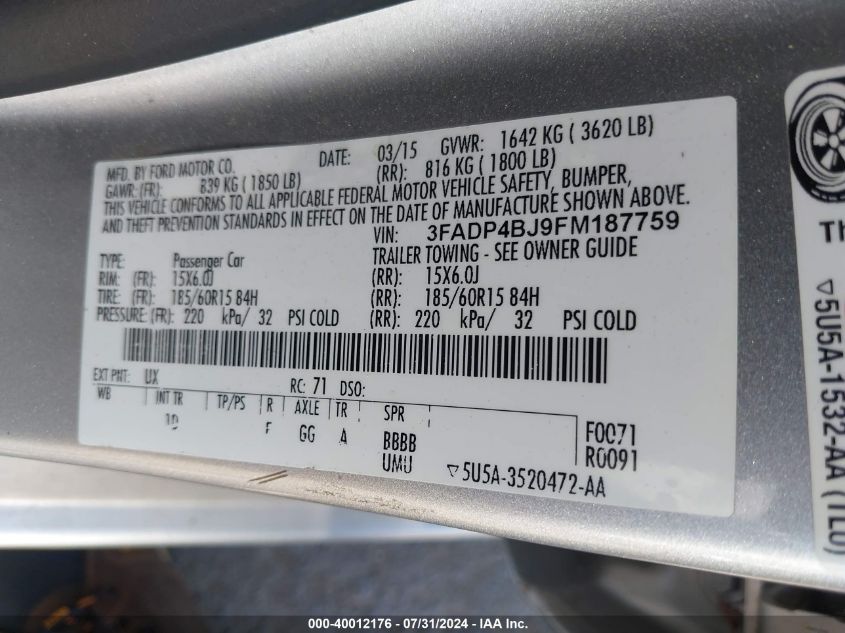 MFD. BY FORD MOTOR CO. DATE: 03/15 GVWR: 1642 KG ( 3620 LB)
GAWR: (FR): 839 KG ( 1850 LB) (RR): 816 KG ( 1800 LB)
THIS VEHICLE CONFORMS TO ALL APPLICABLE FEDERAL MOTOR VEHICLE SAFETY, BUMPER,
AND THEFT PREVENTION STANDARDS IN EFFECT ON THE DATE OF MANUFACTURE SHOWN ABOVE.
VIN: 3FADP4BJ9FM187759
TYPE: Passenger Car TRAILER TOWING - SEE OWNER GUIDE
RIM: (FR): 15X6.0J (RR): 15X6.0J
TIRE: (FR): 185/60R15 84H (RR): 185/60R15 84H
PRESSURE: (FR): 220 kPa/ 32 PSI COLD (RR): 220 kPa/ 32 PSI COLD
EXT PNT: UX RC: 71 DSO:
WB INT TR TP/PS R AXLE TR SPR
F GG A BBBB F0071
UMU R0091
▽5U5A-3520472-AA
▽5U5A-1532-AA (TL0)
000-40012176 / 07/31/2024 - IAA Inc.